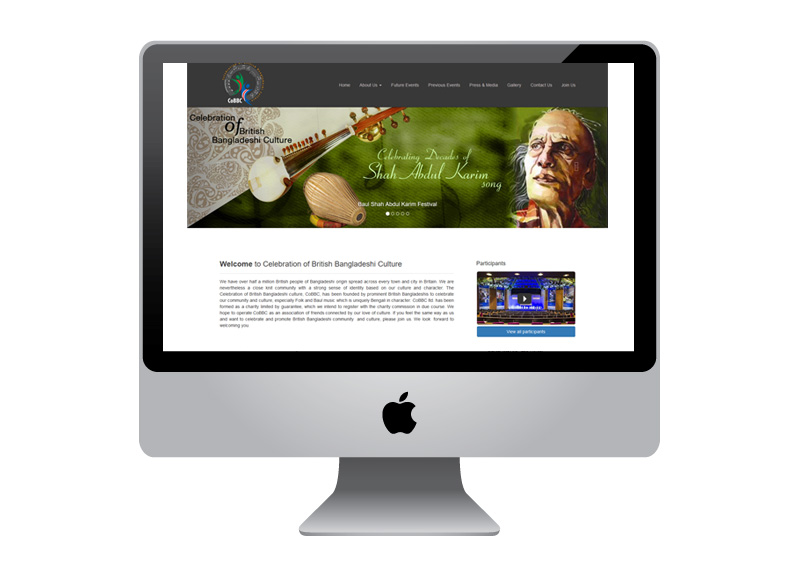 CoBBC
Home About Us Future Events Previous Events Press & Media Gallery Contact Us Join Us
Celebration
of British
Bangladeshi Culture
Celebrating Decades of
Shah Abdul Karim
song
Baul Shah Abdul Karim Festival
Welcome to Celebration of British Bangladeshi Culture
We have over half a million British people of Bangladeshi origin spread across every town and city in Britain. We are
nevertheless a close knit community with a strong sense of identity based on our culture and character. The
Celebration of British Bangladeshi culture, CoBBC, has been founded by prominent British Bangladeshis to celebrate
our community and culture, especially Folk and Baul music which is uniquely Bengali in character. CoBBC ltd. has been
formed as a charity limited by guarantee, which we intend to register with the charity commission in due course. We
hope to operate CoBBC as an association of friends connected by our love of culture. If you feel the same way as us
and want to celebrate and promote British Bangladeshi community and culture, please join us. We look forward to
welcoming you
Participants
View all participants